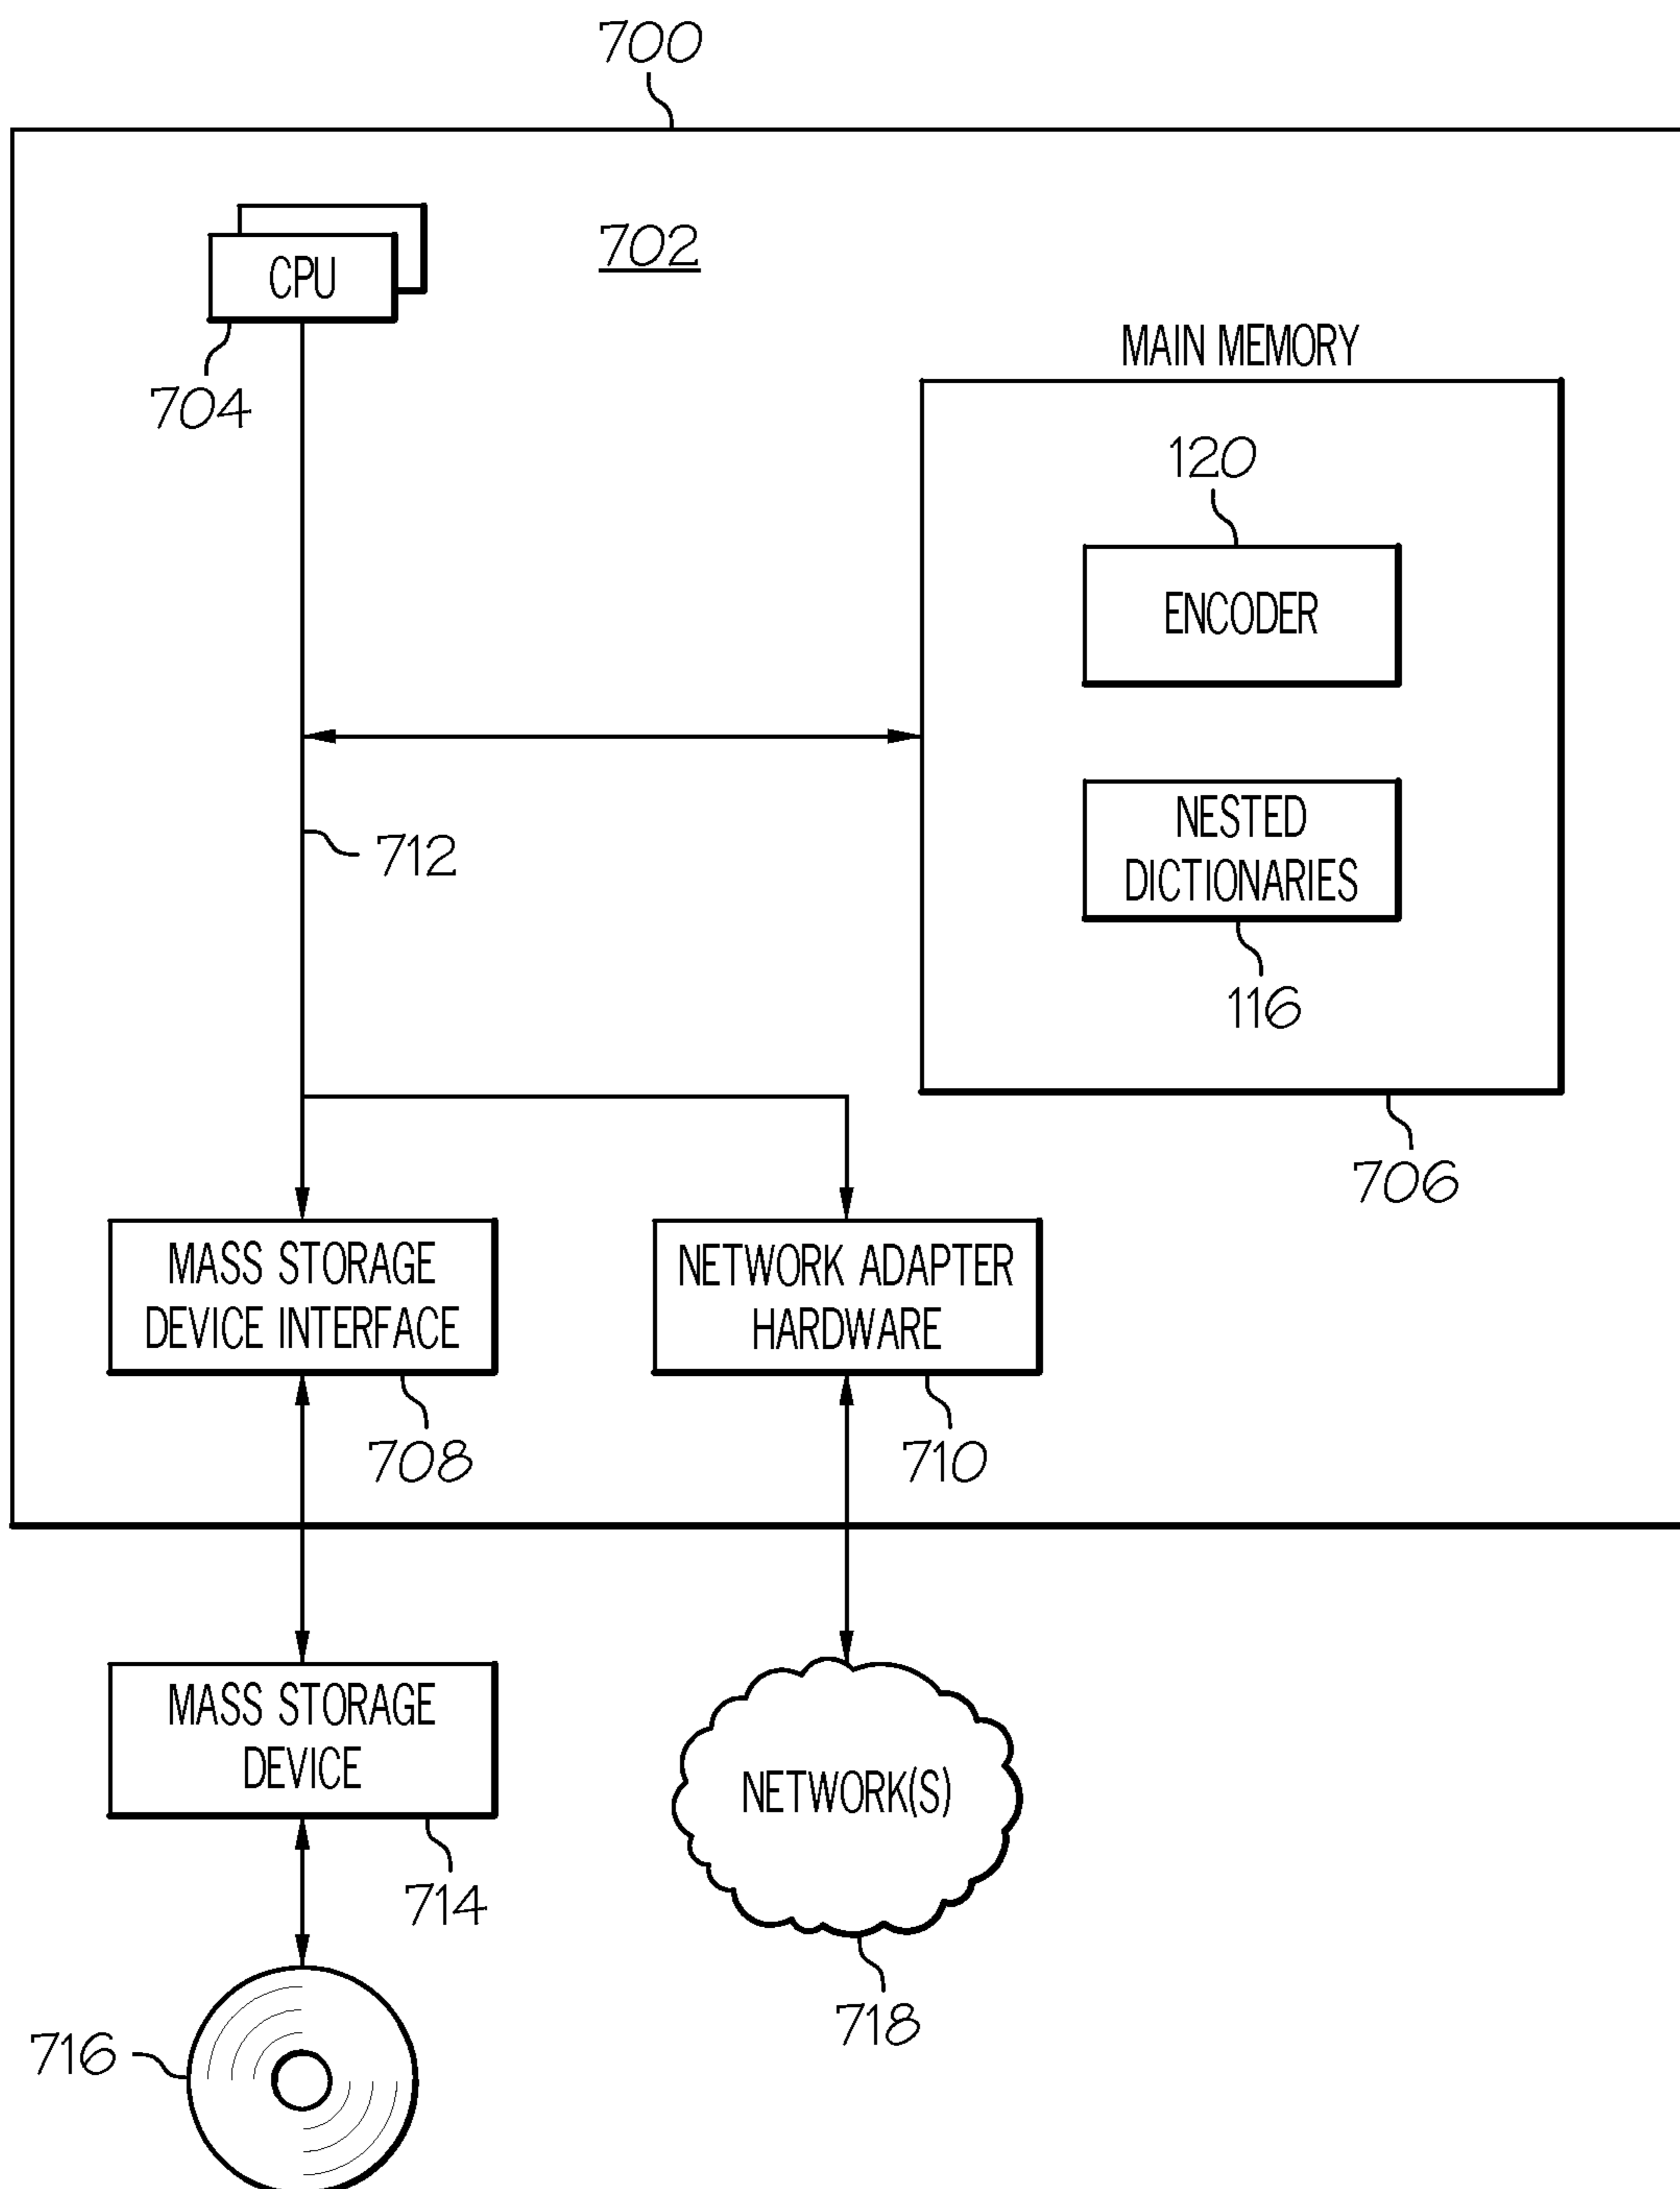 700
702
CPU
704
MAIN MEMORY
120
ENCODER
712
NESTED
DICTIONARIES
116
706
MASS STORAGE
DEVICE INTERFACE
NETWORK ADAPTER
HARDWARE
708
710
MASS STORAGE
DEVICE
NETWORK(S)
714
716
718